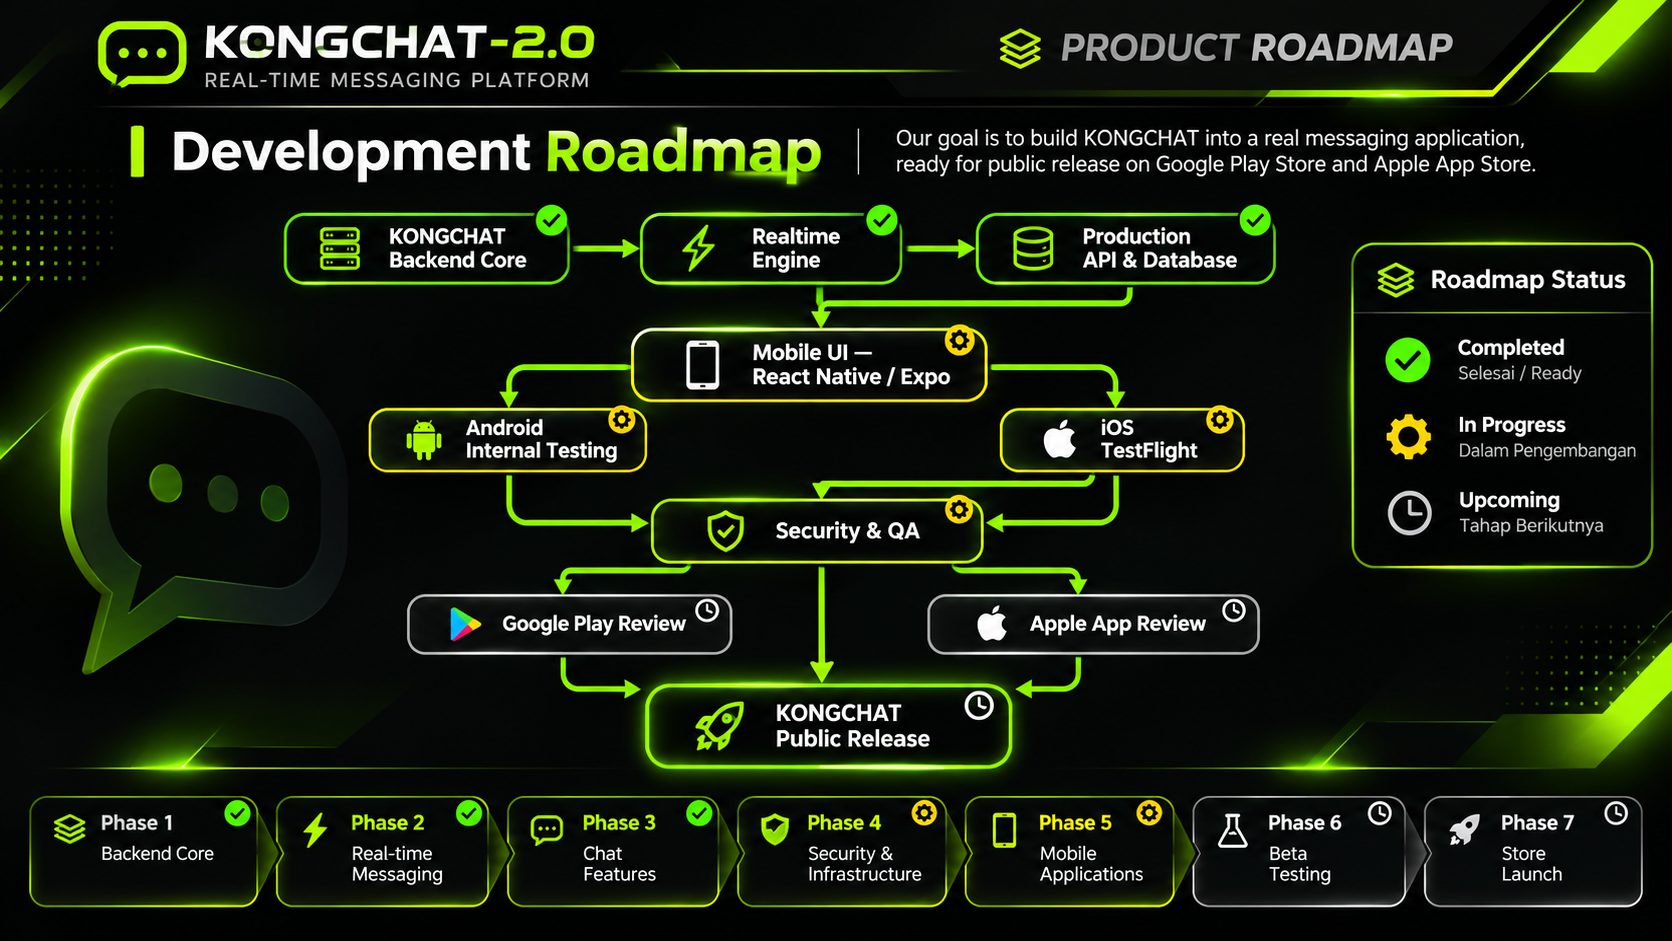 KONGCHAT-2.0
REAL-TIME MESSAGING PLATFORM
PRODUCT ROADMAP
Development Roadmap
Our goal is to build KONGCHAT into a real messaging application,
ready for public release on Google Play Store and Apple App Store.
KONGCHAT
Backend Core
Realtime
Engine
Production
API & Database
Mobile UI —
React Native / Expo
Android
Internal Testing
iOS
TestFlight
Security & QA
Google Play Review
Apple App Review
KONGCHAT
Public Release
Roadmap Status
Completed
Selesai / Ready
In Progress
Dalam Pengembangan
Upcoming
Tahap Berikutnya
Phase 1
Backend Core
Phase 2
Real-time
Messaging
Phase 3
Chat
Features
Phase 4
Security &
Infrastructure
Phase 5
Mobile
Applications
Phase 6
Beta
Testing
Phase 7
Store
Launch